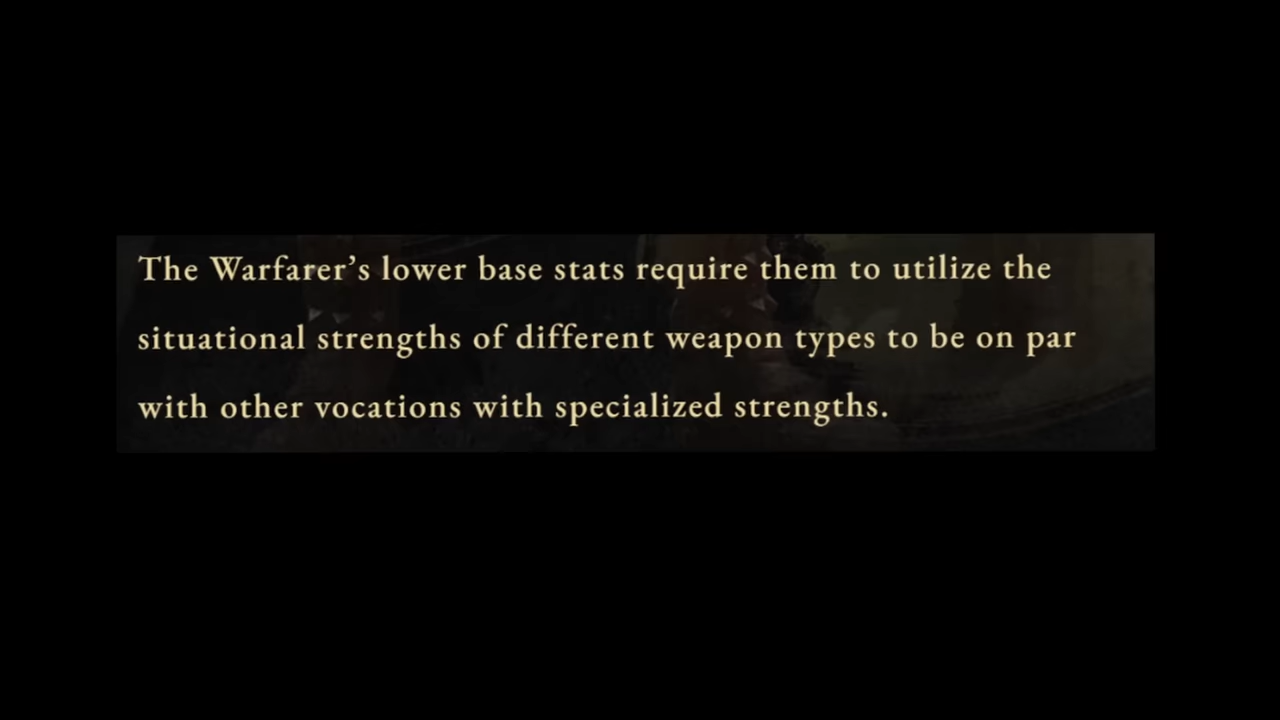 The Warfarer’s lower base stats require them to utilize the
situational strengths of different weapon types to be on par
with other vocations with specialized strengths.